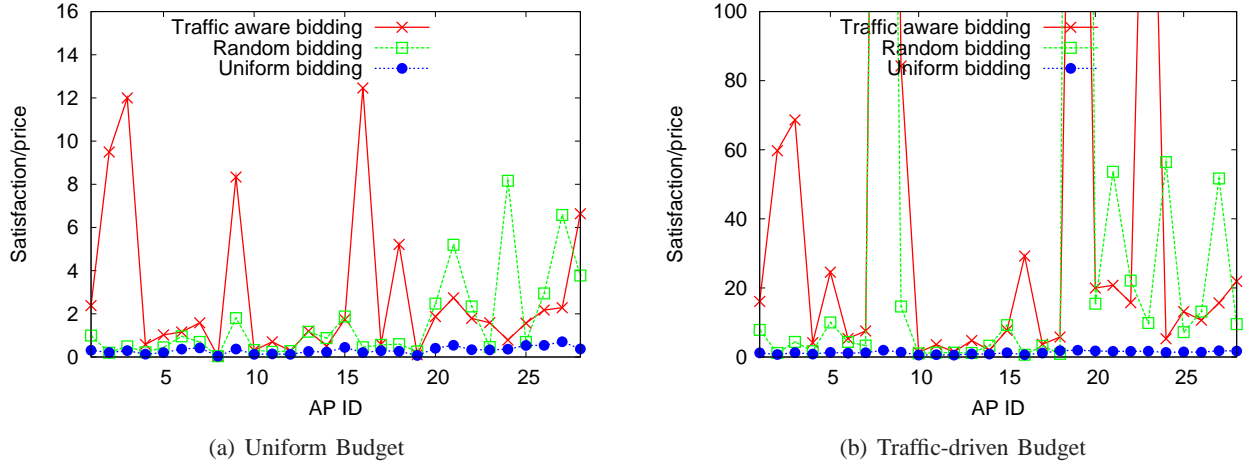 16
14
12
10
8
6
4
2
0
5
10
15
20
25
Satisfaction/price
AP ID
Traffic aware bidding
Random bidding
Uniform bidding
(a) Uniform Budget
100
80
60
40
20
0
5
10
15
20
25
Satisfaction/price
AP ID
Traffic aware bidding
Random bidding
Uniform bidding
(b) Traffic-driven Budget